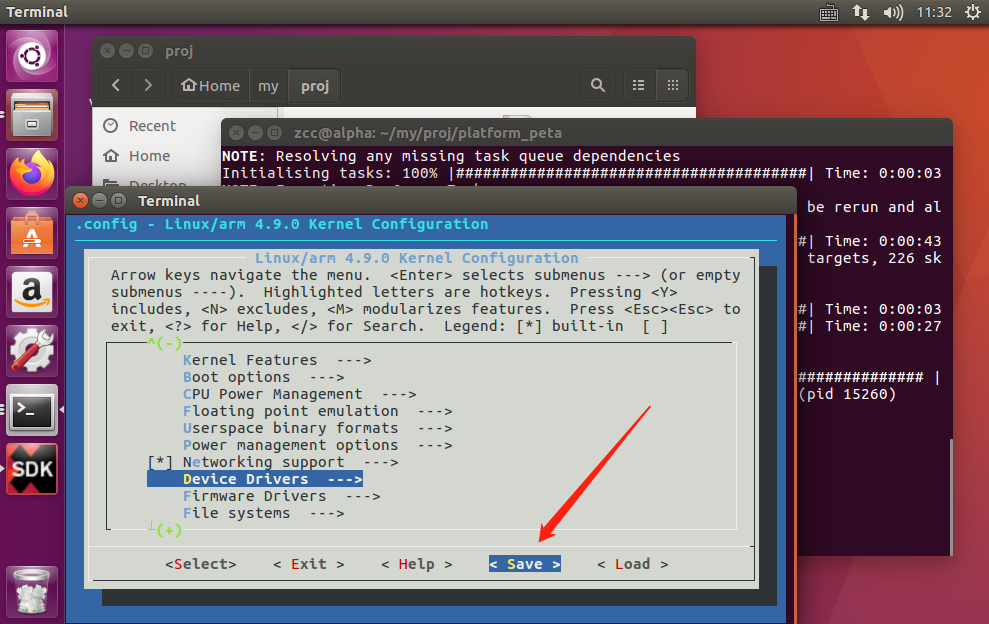 Terminal
11:32
proj
Home
my
proj
Recent
Home
zcc@alpha: ~/my/proj/platform_peta
NOTE: Resolving any missing task queue dependencies
Initialising tasks: 100% |#######################################| Time: 0:00:03
be rerun and al
#| Time: 0:00:43
targets, 226 sk
#| Time: 0:00:03
#| Time: 0:00:27
############## |
(pid 15260)
Terminal
.config - Linux/arm 4.9.0 Kernel Configuration
Linux/arm 4.9.0 Kernel Configuration
Arrow keys navigate the menu.  <Enter> selects submenus ---> (or empty
submenus ----).  Highlighted letters are hotkeys.  Pressing <Y>
includes, <N> excludes, <M> modularizes features.  Press <Esc><Esc> to
exit, <?> for Help, </> for Search.  Legend: [*] built-in  [ ]
^(-)
Kernel Features  --->
Boot options  --->
CPU Power Management  --->
Floating point emulation  --->
Userspace binary formats  --->
Power management options  --->
[*] Networking support  --->
Device Drivers  --->
Firmware Drivers  --->
File systems  --->
(+)
<Select>    < Exit >    < Help >    < Save >    < Load >
a
SDK